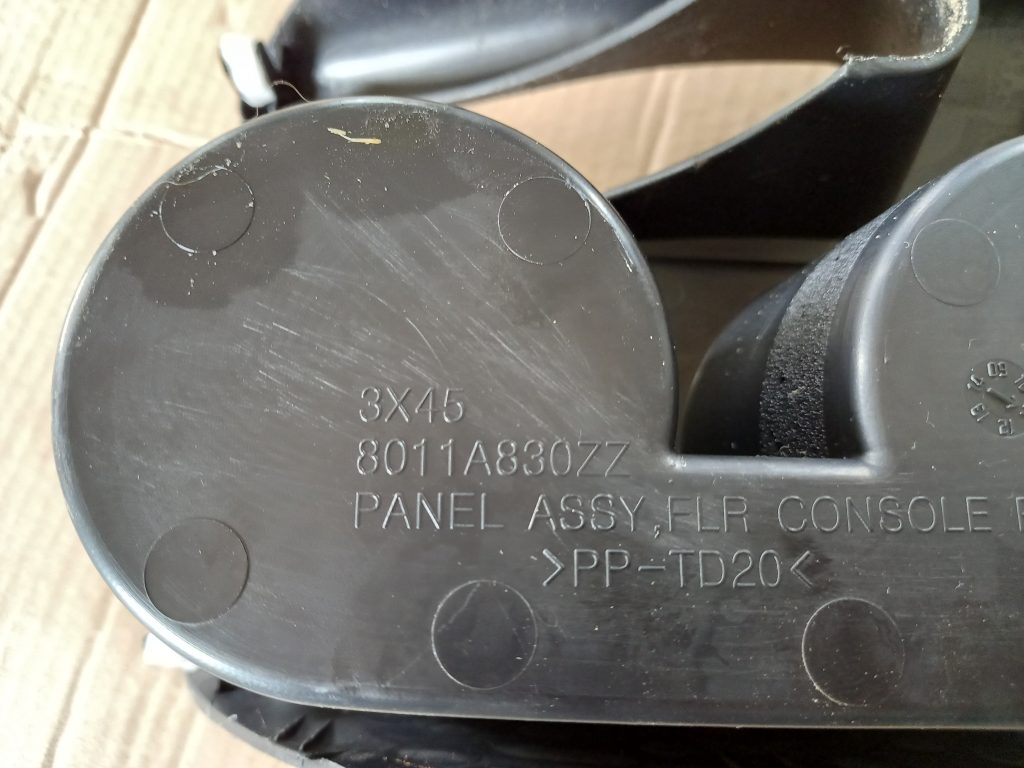 3X45
8011A830ZZ
PANEL ASSY,FLR CONSOLE
>PP-TD20<